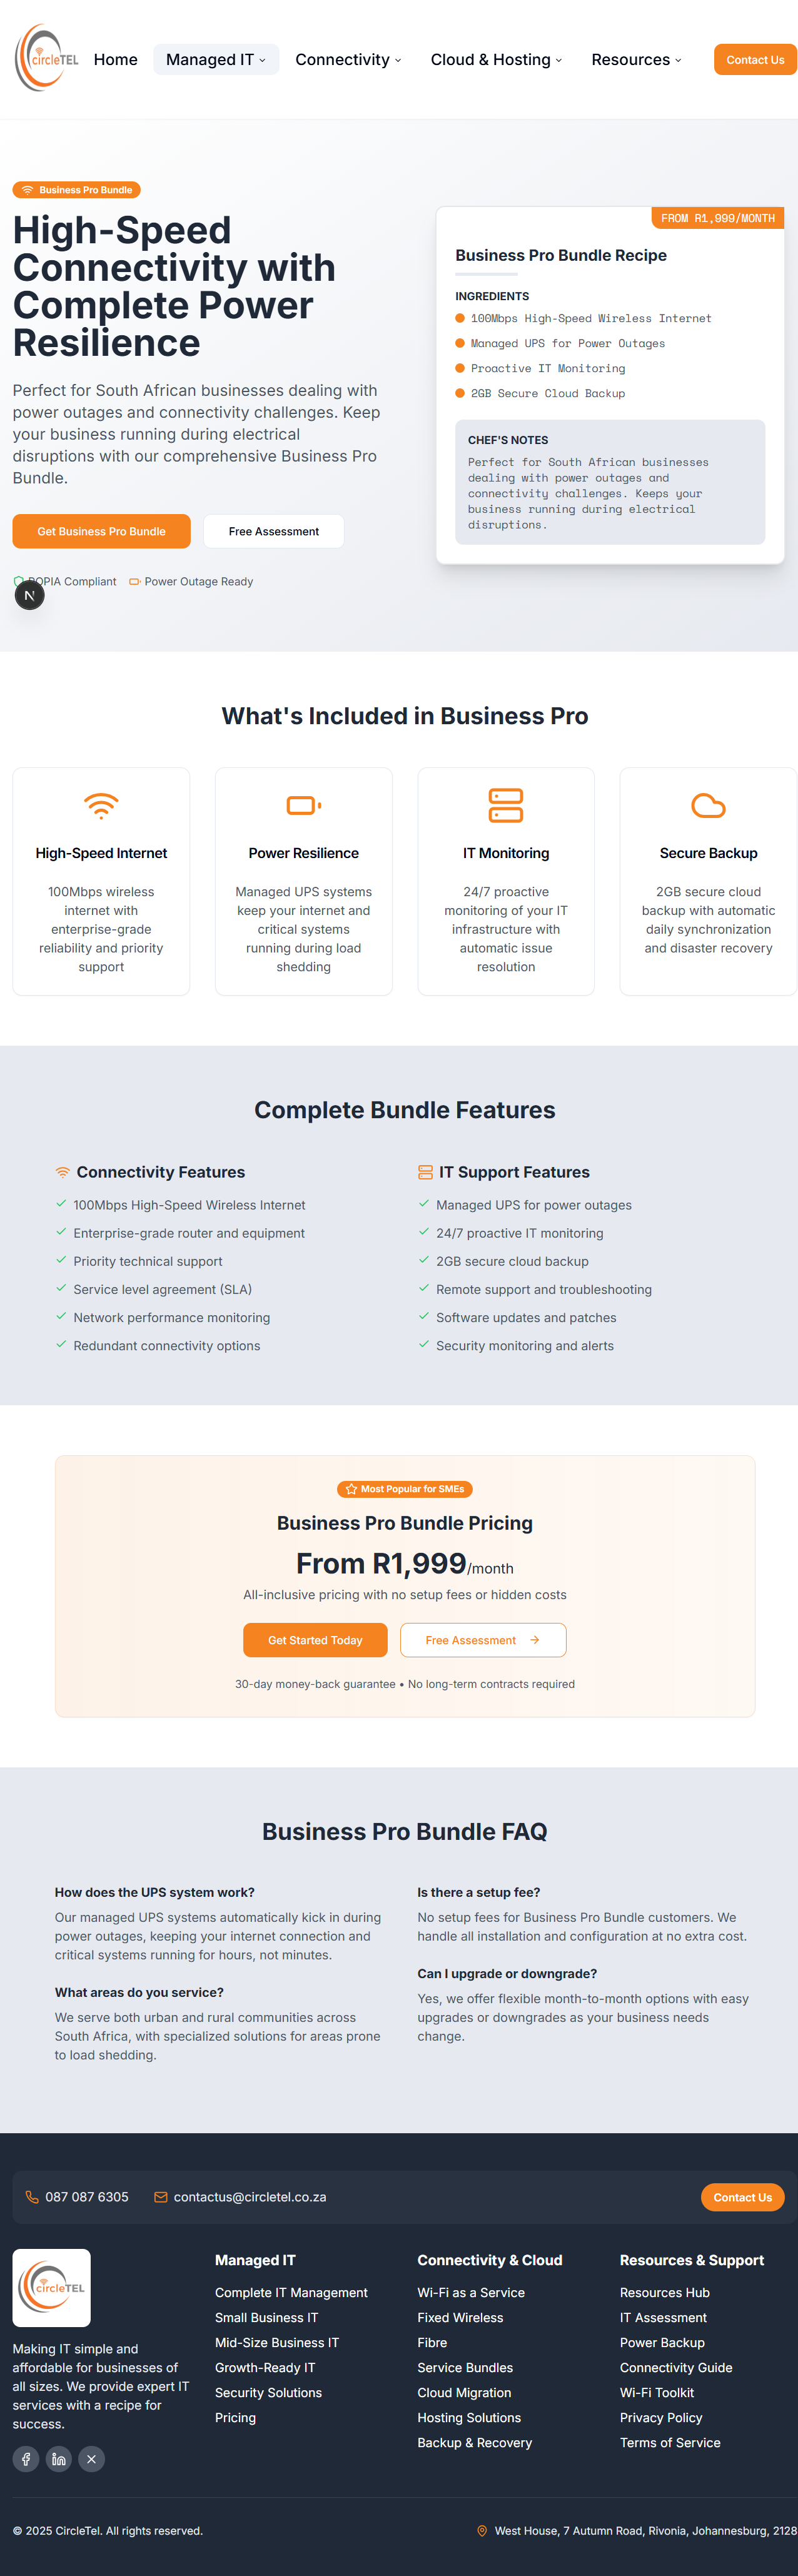 circleTEL
Home
Managed IT
Connectivity
Cloud & Hosting
Resources
Contact Us
Business Pro Bundle
High-Speed
Connectivity with
Complete Power
Resilience
Perfect for South African businesses dealing with
power outages and connectivity challenges. Keep
your business running during electrical
disruptions with our comprehensive Business Pro
Bundle.
Get Business Pro Bundle
Free Assessment
POPIA Compliant
Power Outage Ready
N
FROM R1,999/MONTH
Business Pro Bundle Recipe
INGREDIENTS
100Mbps High-Speed Wireless Internet
Managed UPS for Power Outages
Proactive IT Monitoring
2GB Secure Cloud Backup
CHEF'S NOTES
Perfect for South African businesses
dealing with power outages and
connectivity challenges. Keeps your
business running during electrical
disruptions.
What's Included in Business Pro
High-Speed Internet
100Mbps wireless
internet with
enterprise-grade
reliability and priority
support
Power Resilience
Managed UPS systems
keep your internet and
critical systems
running during load
shedding
IT Monitoring
24/7 proactive
monitoring of your IT
infrastructure with
automatic issue
resolution
Secure Backup
2GB secure cloud
backup with automatic
daily synchronization
and disaster recovery
Complete Bundle Features
Connectivity Features
100Mbps High-Speed Wireless Internet
Enterprise-grade router and equipment
Priority technical support
Service level agreement (SLA)
Network performance monitoring
Redundant connectivity options
IT Support Features
Managed UPS for power outages
24/7 proactive IT monitoring
2GB secure cloud backup
Remote support and troubleshooting
Software updates and patches
Security monitoring and alerts
Most Popular for SMEs
Business Pro Bundle Pricing
From R1,999/month
All-inclusive pricing with no setup fees or hidden costs
Get Started Today
Free Assessment
30-day money-back guarantee • No long-term contracts required
Business Pro Bundle FAQ
How does the UPS system work?
Our managed UPS systems automatically kick in during
power outages, keeping your internet connection and
critical systems running for hours, not minutes.
What areas do you service?
We serve both urban and rural communities across
South Africa, with specialized solutions for areas prone
to load shedding.
Is there a setup fee?
No setup fees for Business Pro Bundle customers. We
handle all installation and configuration at no extra cost.
Can I upgrade or downgrade?
Yes, we offer flexible month-to-month options with easy
upgrades or downgrades as your business needs
change.
087 087 6305
contactus@circletel.co.za
Contact Us
circleTEL
Making IT simple and
affordable for businesses of
all sizes. We provide expert IT
services with a recipe for
success.
Managed IT
Complete IT Management
Small Business IT
Mid-Size Business IT
Growth-Ready IT
Security Solutions
Pricing
Connectivity & Cloud
Wi-Fi as a Service
Fixed Wireless
Fibre
Service Bundles
Cloud Migration
Hosting Solutions
Backup & Recovery
Resources & Support
Resources Hub
IT Assessment
Power Backup
Connectivity Guide
Wi-Fi Toolkit
Privacy Policy
Terms of Service
© 2025 CircleTel. All rights reserved.
West House, 7 Autumn Road, Rivonia, Johannesburg, 2128